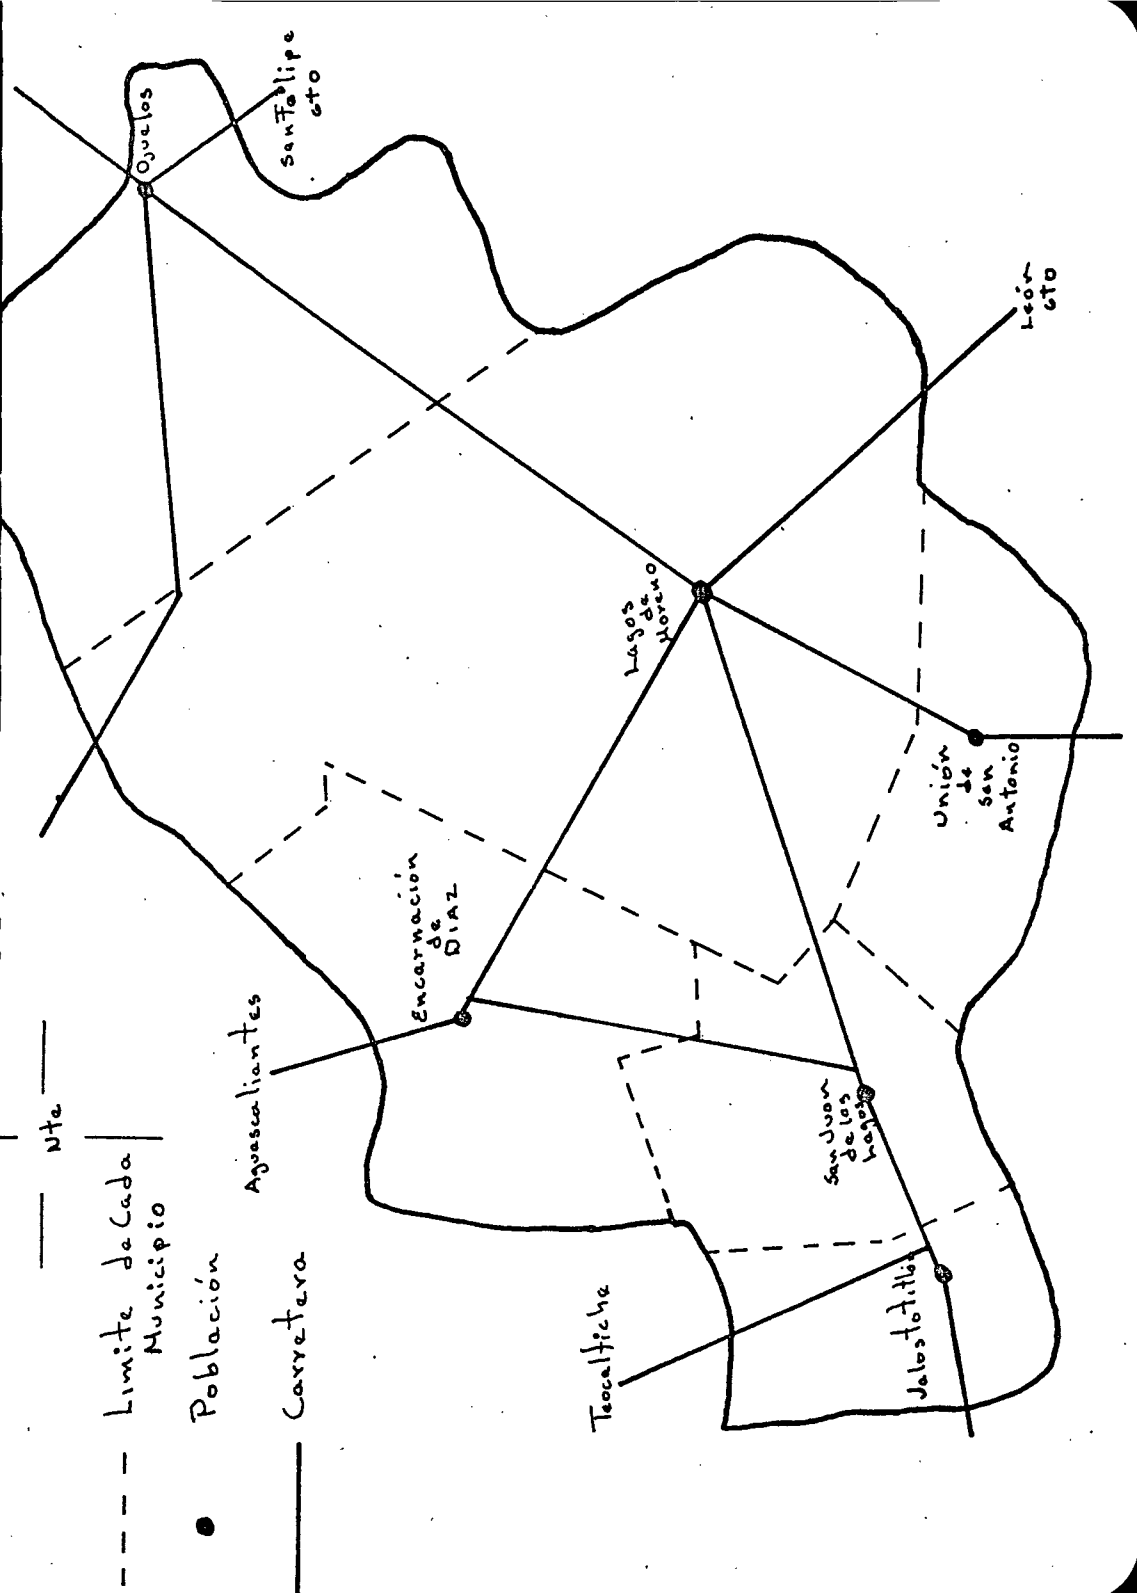 Nte
Limite de Cada
Municipio
Población
Carretera
Ojuelos
San Felipe
GTO
León
GTO
Lagos
de
Moreno
Unión
de
San
Antonio
Encarnación
de
DIAZ
Aguascalientes
San Juan
de los
Lagos
Teocaltiche